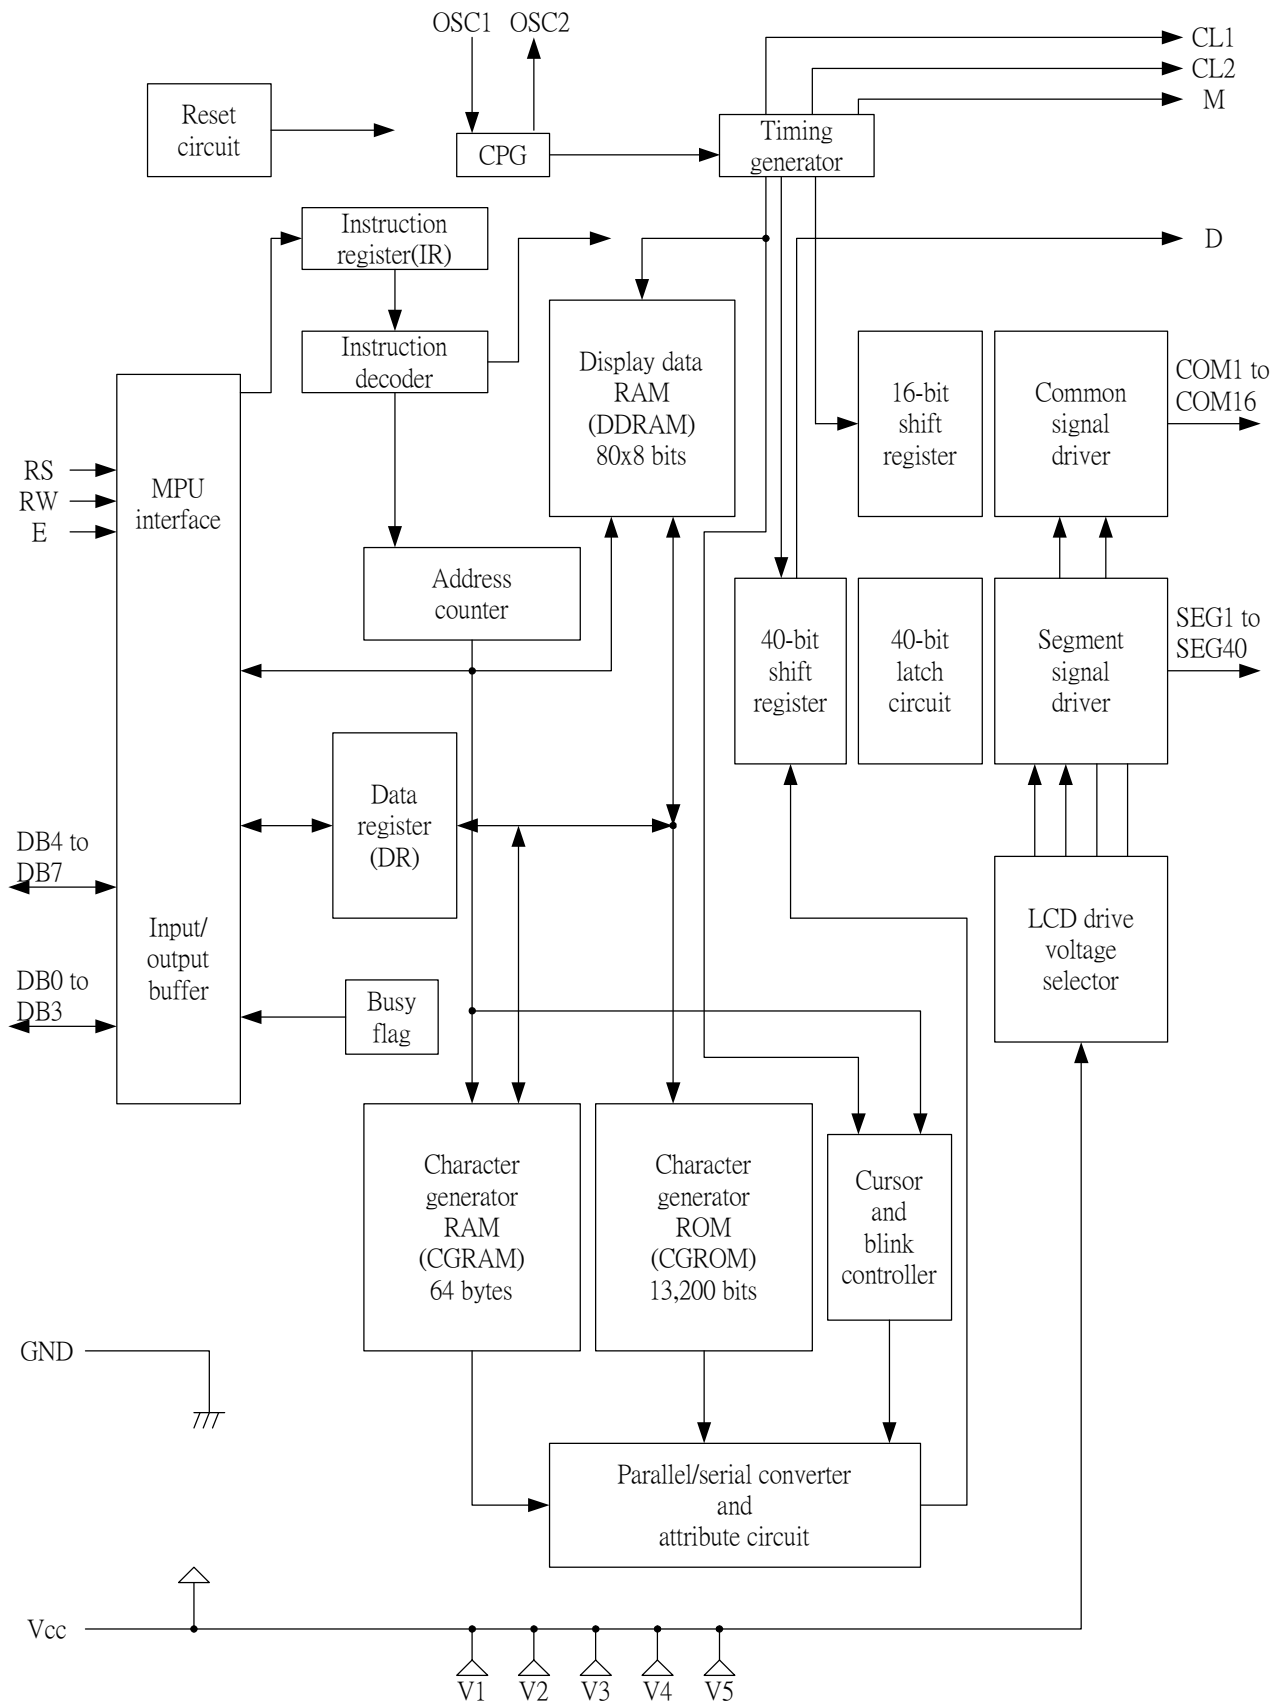 OSC1 OSC2
CL1
CL2
M
Reset
circuit
CPG
Timing
generator
Instruction
register(IR)
D
Instruction
decoder
Display data
RAM
(DDRAM)
80x8 bits
16-bit
shift
register
Common
signal
driver
COM1 to
COM16
RS
RW
E
MPU
interface
Address
counter
40-bit
shift
register
40-bit
latch
circuit
Segment
signal
driver
SEG1 to
SEG40
Data
register
(DR)
DB4 to
DB7
Input/
output
buffer
LCD drive
voltage
selector
DB0 to
DB3
Busy
flag
Character
generator
RAM
(CGRAM)
64 bytes
Character
generator
ROM
(CGROM)
13,200 bits
Cursor
and
blink
controller
GND
Parallel/serial converter
and
attribute circuit
Vcc
V1 V2 V3 V4 V5